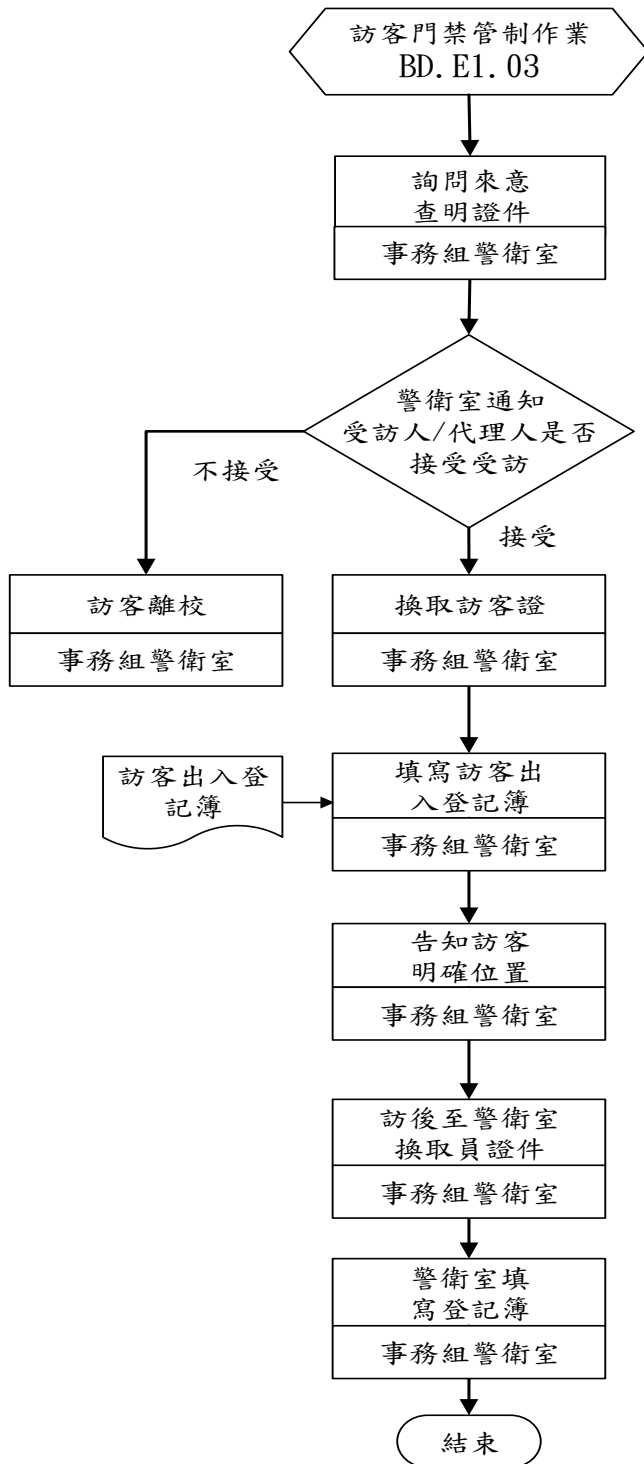 訪客門禁管制作業
BD.E1.03
詢問來意
查明證件
事務組警衛室
警衛室通知
受訪人/代理人是否
接受受訪
不接受
接受
訪客離校
事務組警衛室
換取訪客證
事務組警衛室
訪客出入登
記簿
填寫訪客出
入登記簿
事務組警衛室
告知訪客
明確位置
事務組警衛室
訪後至警衛室
換取員證件
事務組警衛室
警衛室填
寫登記簿
事務組警衛室
結束